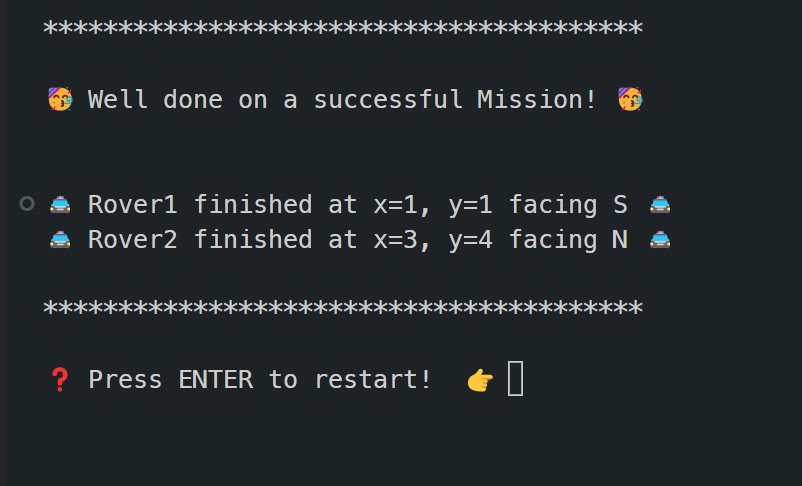 ****************************************
🥳 Well done on a successful Mission! 🥳
🚔 Rover1 finished at x=1, y=1 facing S 🚔
🚔 Rover2 finished at x=3, y=4 facing N 🚔
****************************************
❓ Press ENTER to restart! 👉